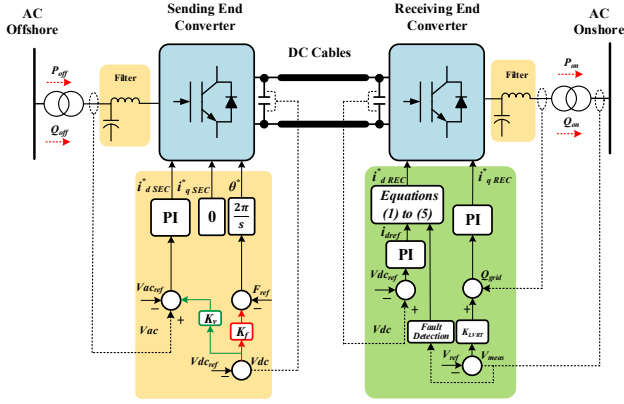 AC
Offshore
Sending End
Converter
Receiving End
Converter
AC
Onshore
DC Cables
Filter
Filter
P_off
Q_off
P_on
Q_on
i*_d SEC
i*_q SEC
θ*
i*_d REC
i*_q REC
PI
0
2π
s
Equations
(1) to (5)
PI
i_dref
PI
Vdc_ref
Q_grid
Vac_ref
F_ref
−
−
−
+
+
+
Vac
K_v
K_f
Vdc
Fault
Detection
K_LVRT
Vdc_ref
Vdc
−
V_ref
V_meas
−